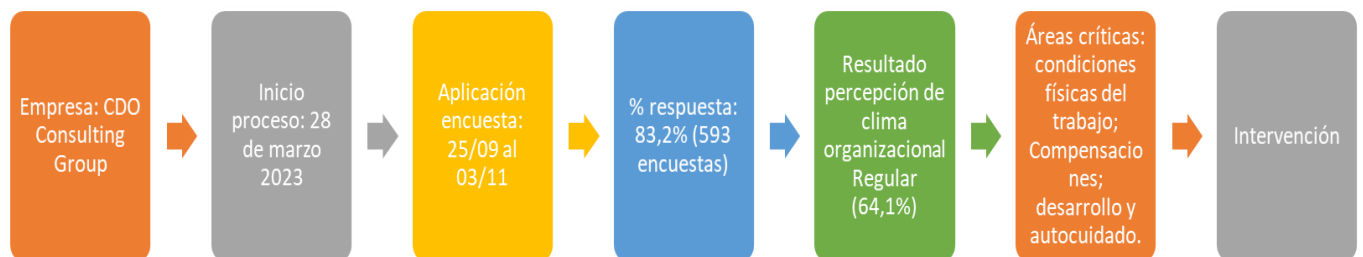 Empresa: CDO
Consulting
Group
Inicio
proceso: 28
de marzo
2023
Aplicación
encuesta:
25/09 al
03/11
% respuesta:
83,2% (593
encuestas)
Resultado
percepción de
clima
organizacional
Regular
(64,1%)
Áreas críticas:
condiciones
físicas del
trabajo;
Compensacio
nes;
desarrollo y
autocuidado.
Intervención